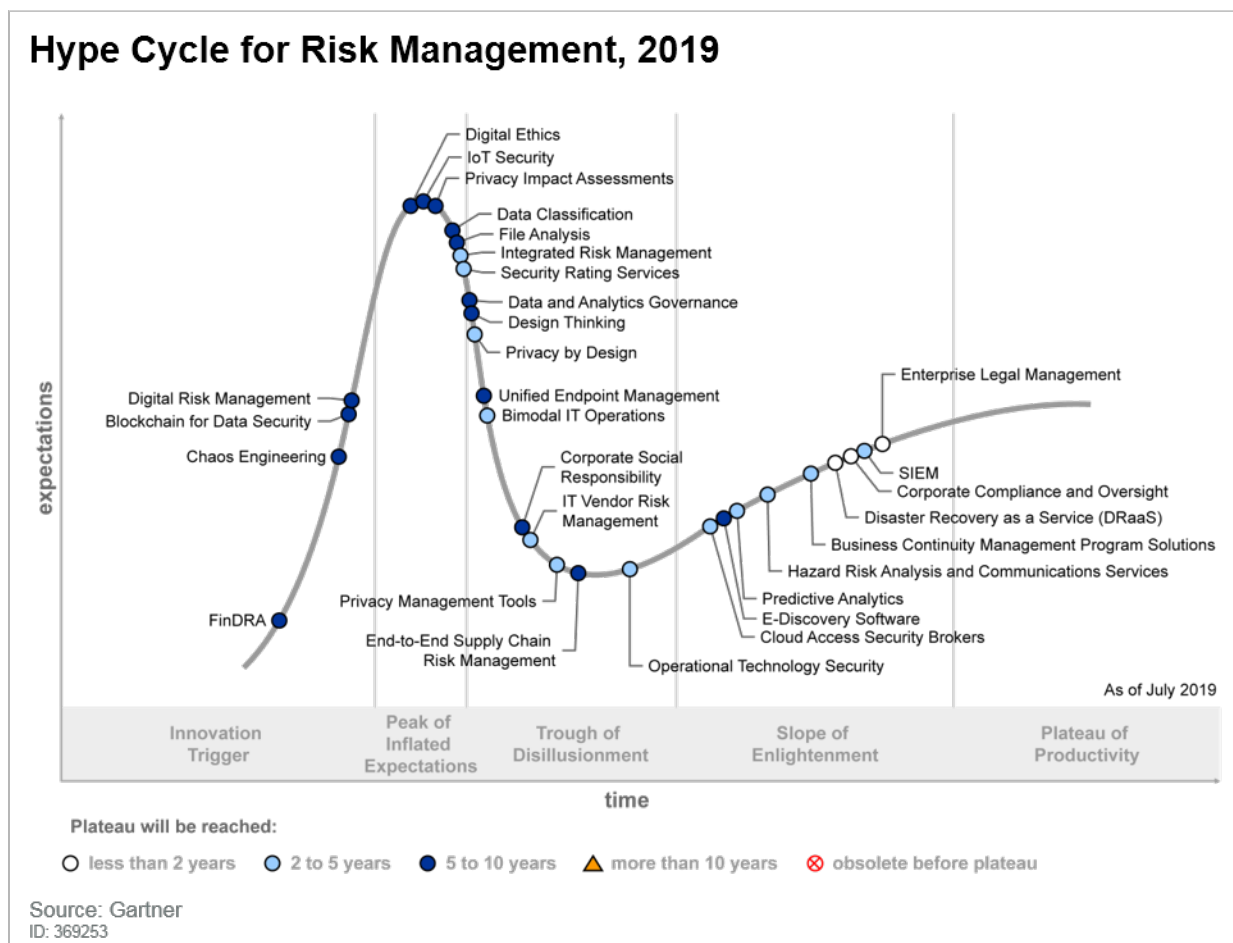 Hype Cycle for Risk Management, 2019
expectations
Digital Ethics
IoT Security
Privacy Impact Assessments
Data Classification
File Analysis
Integrated Risk Management
Security Rating Services
Data and Analytics Governance
Design Thinking
Privacy by Design
Unified Endpoint Management
Bimodal IT Operations
Digital Risk Management
Blockchain for Data Security
Chaos Engineering
FinDRA
Corporate Social
Responsibility
IT Vendor Risk
Management
Privacy Management Tools
End-to-End Supply Chain
Risk Management
Operational Technology Security
Enterprise Legal Management
SIEM
Corporate Compliance and Oversight
Disaster Recovery as a Service (DRaaS)
Business Continuity Management Program Solutions
Hazard Risk Analysis and Communications Services
Predictive Analytics
E-Discovery Software
Cloud Access Security Brokers
As of July 2019
Innovation
Trigger
Peak of
Inflated
Expectations
Trough of
Disillusionment
Slope of
Enlightenment
Plateau of
Productivity
time
Plateau will be reached:
less than 2 years
2 to 5 years
5 to 10 years
more than 10 years
obsolete before plateau
Source: Gartner
ID: 369253